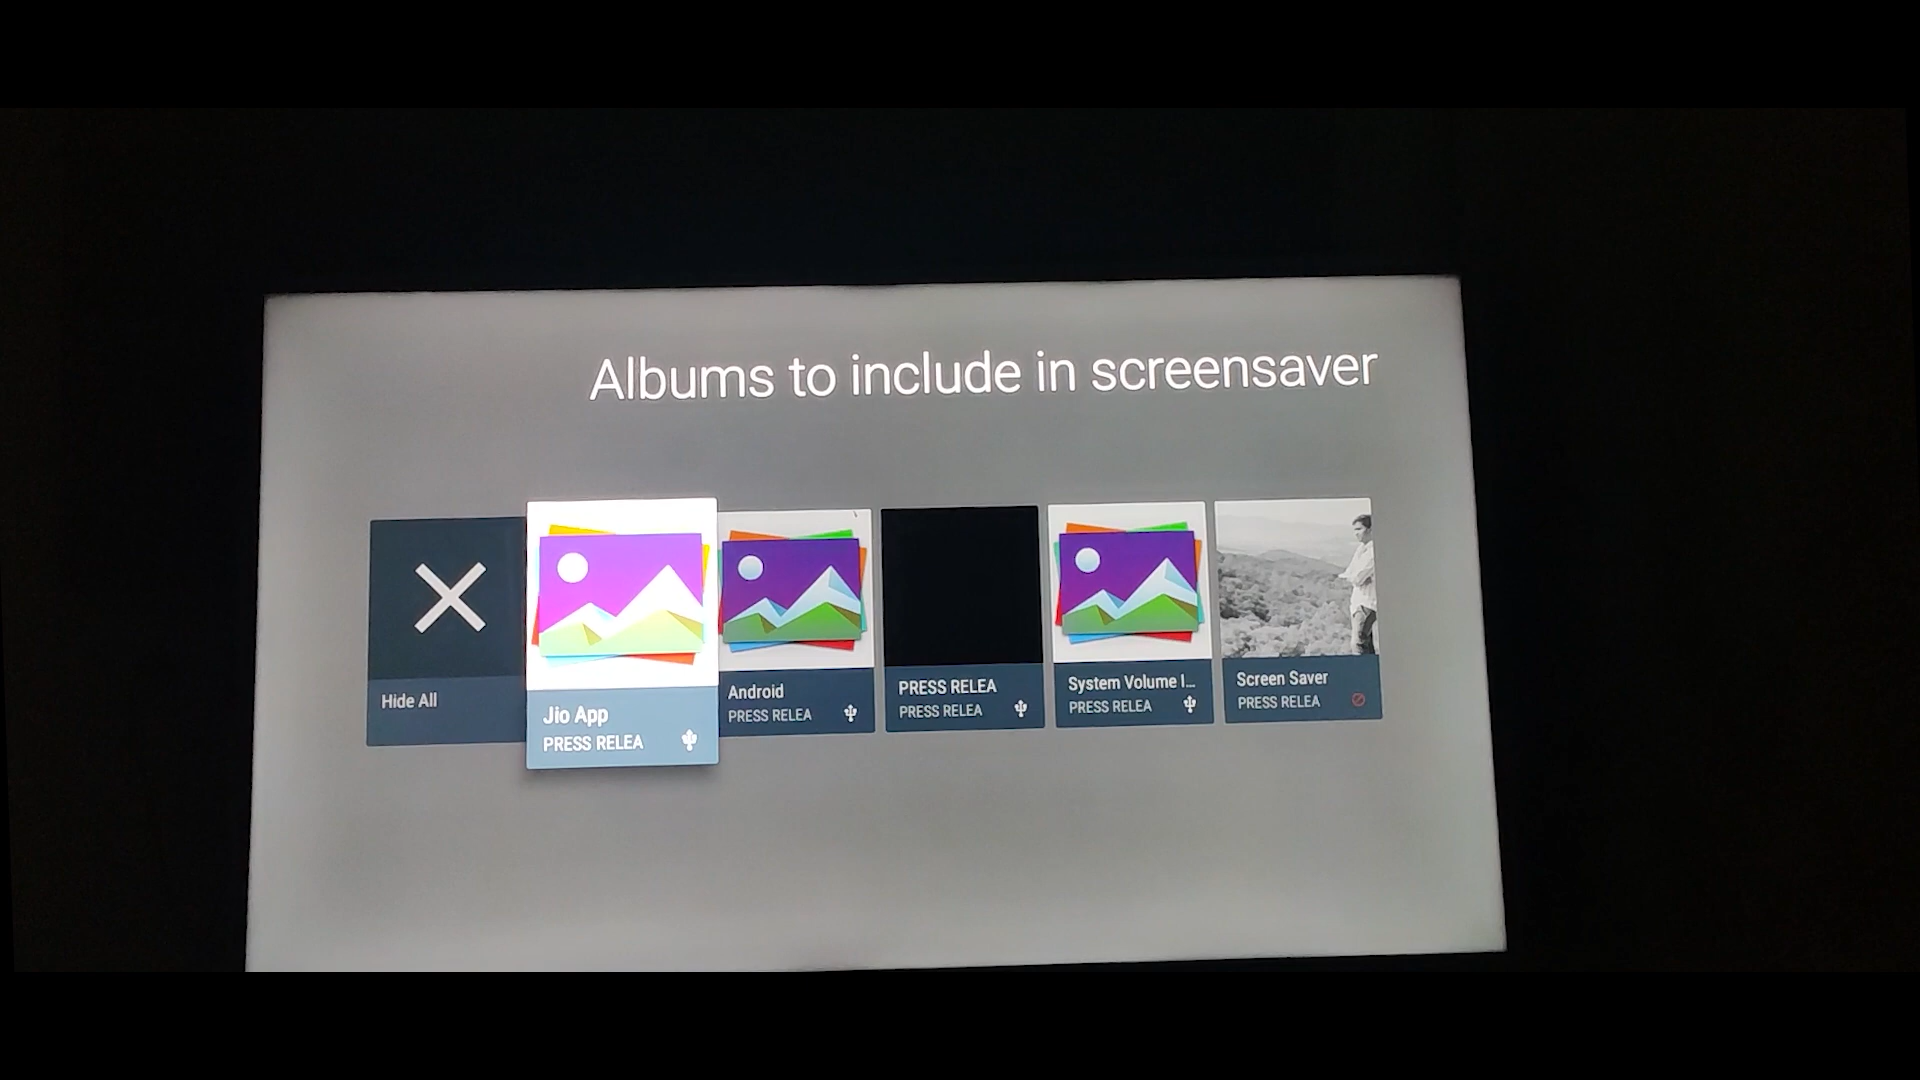 Albums to include in screensaver
Hide All
Jio App
PRESS RELEA
Android
PRESS RELEA
PRESS RELEA
PRESS RELEA
System Volume I...
PRESS RELEA
Screen Saver
PRESS RELEA